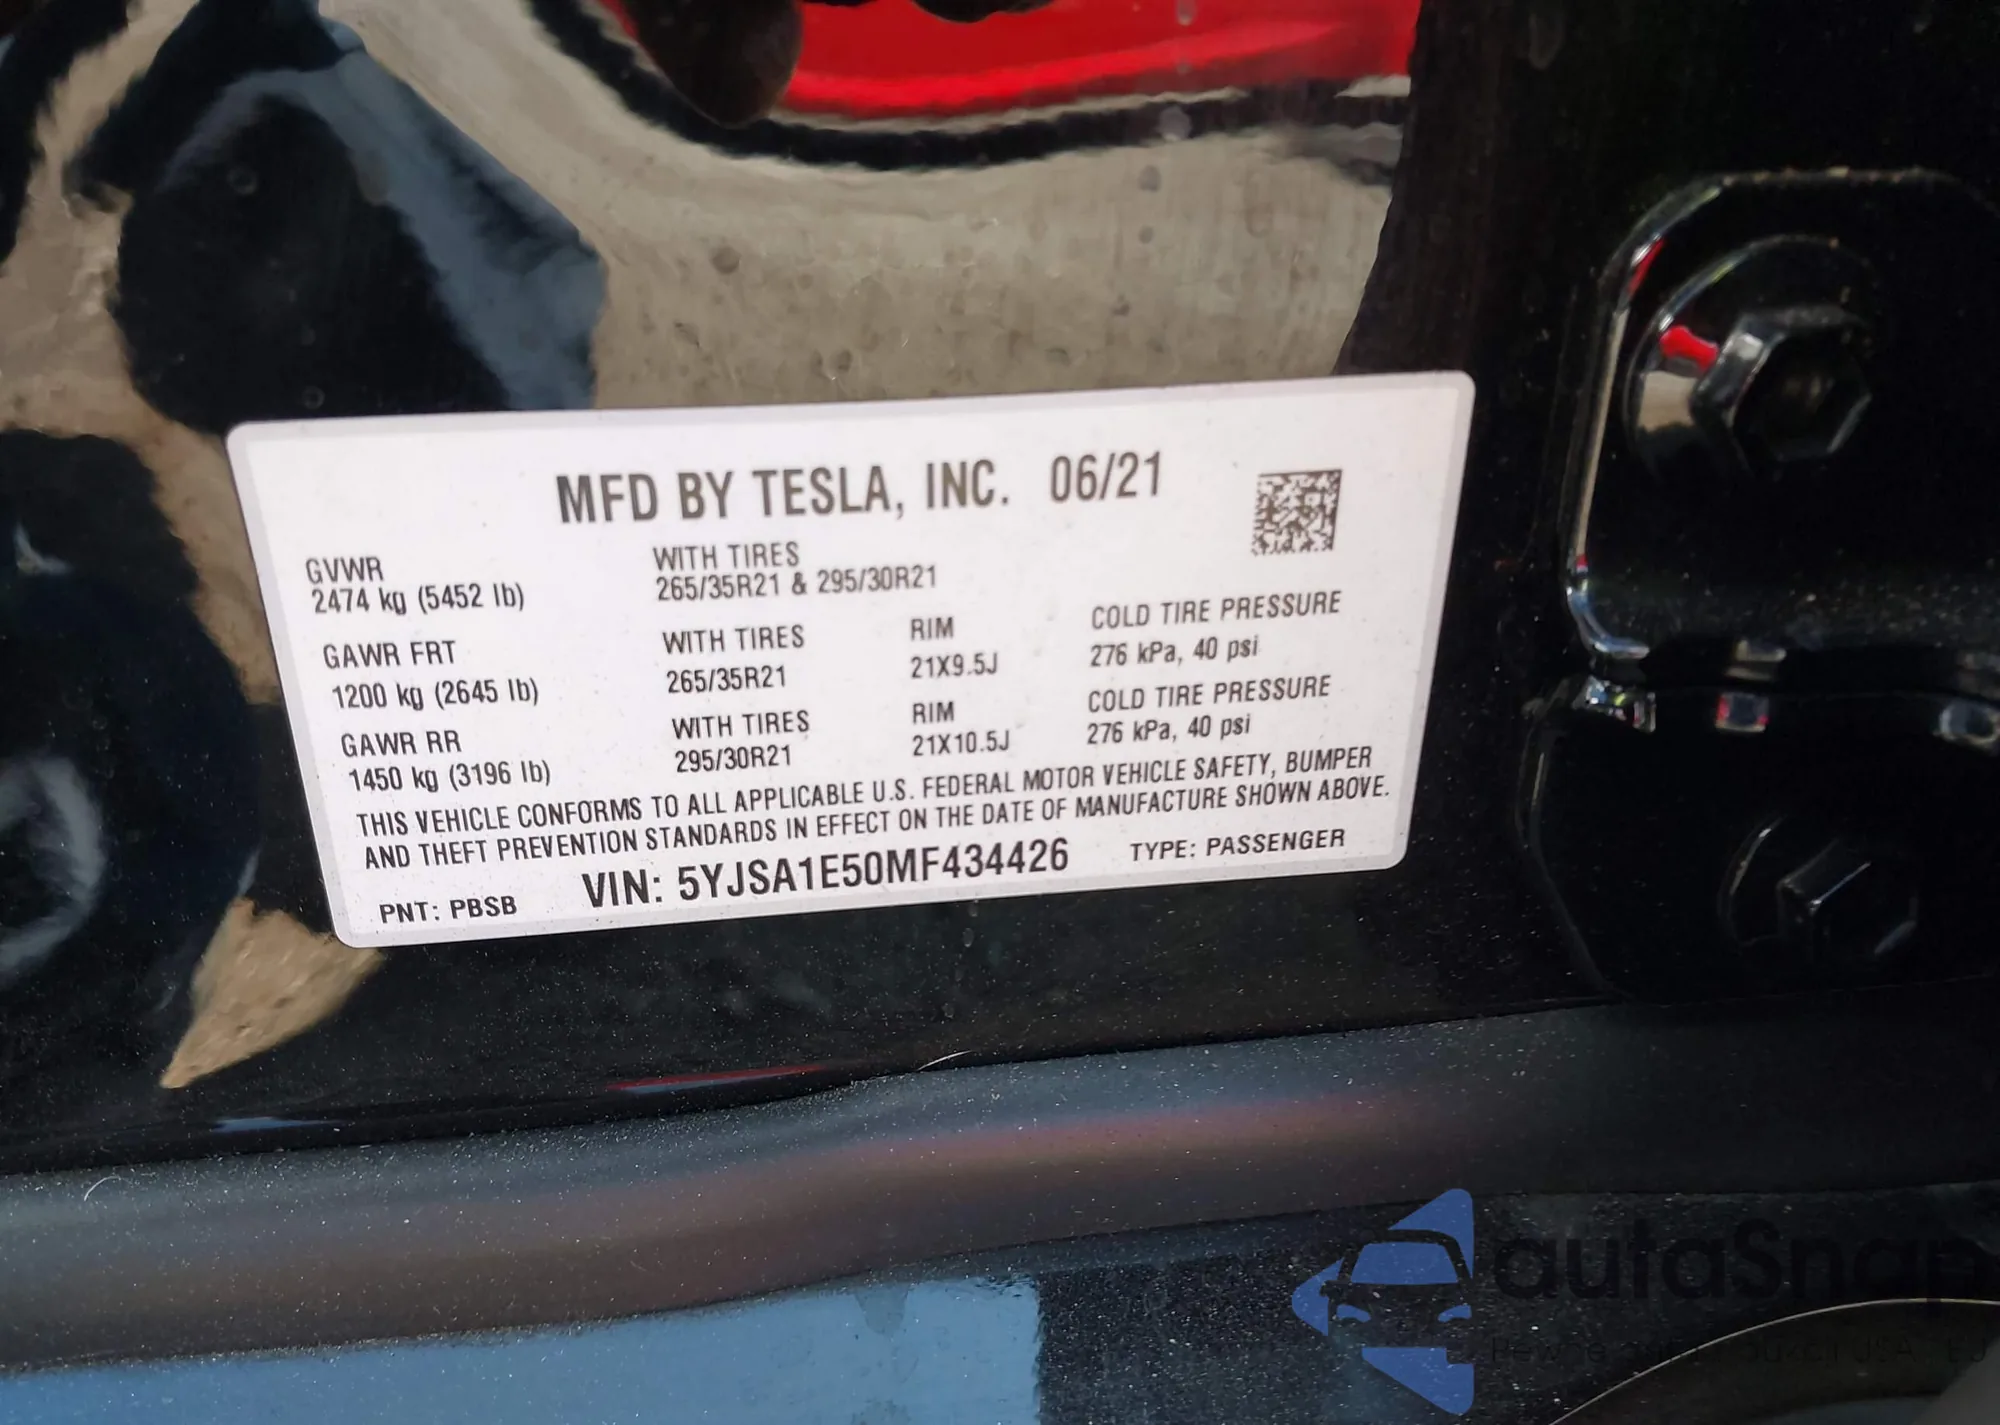 MFD BY TESLA, INC. 06/21
GVWR
2474 kg (5452 lb)
WITH TIRES
265/35R21 & 295/30R21
GAWR FRT
1200 kg (2645 lb)
WITH TIRES
265/35R21
RIM
21X9.5J
COLD TIRE PRESSURE
276 kPa, 40 psi
GAWR RR
1450 kg (3196 lb)
WITH TIRES
295/30R21
RIM
21X10.5J
COLD TIRE PRESSURE
276 kPa, 40 psi
THIS VEHICLE CONFORMS TO ALL APPLICABLE U.S. FEDERAL MOTOR VEHICLE SAFETY, BUMPER
AND THEFT PREVENTION STANDARDS IN EFFECT ON THE DATE OF MANUFACTURE SHOWN ABOVE.
PNT: PBSB
VIN: 5YJSA1E50MF434426
TYPE: PASSENGER
autaSnap